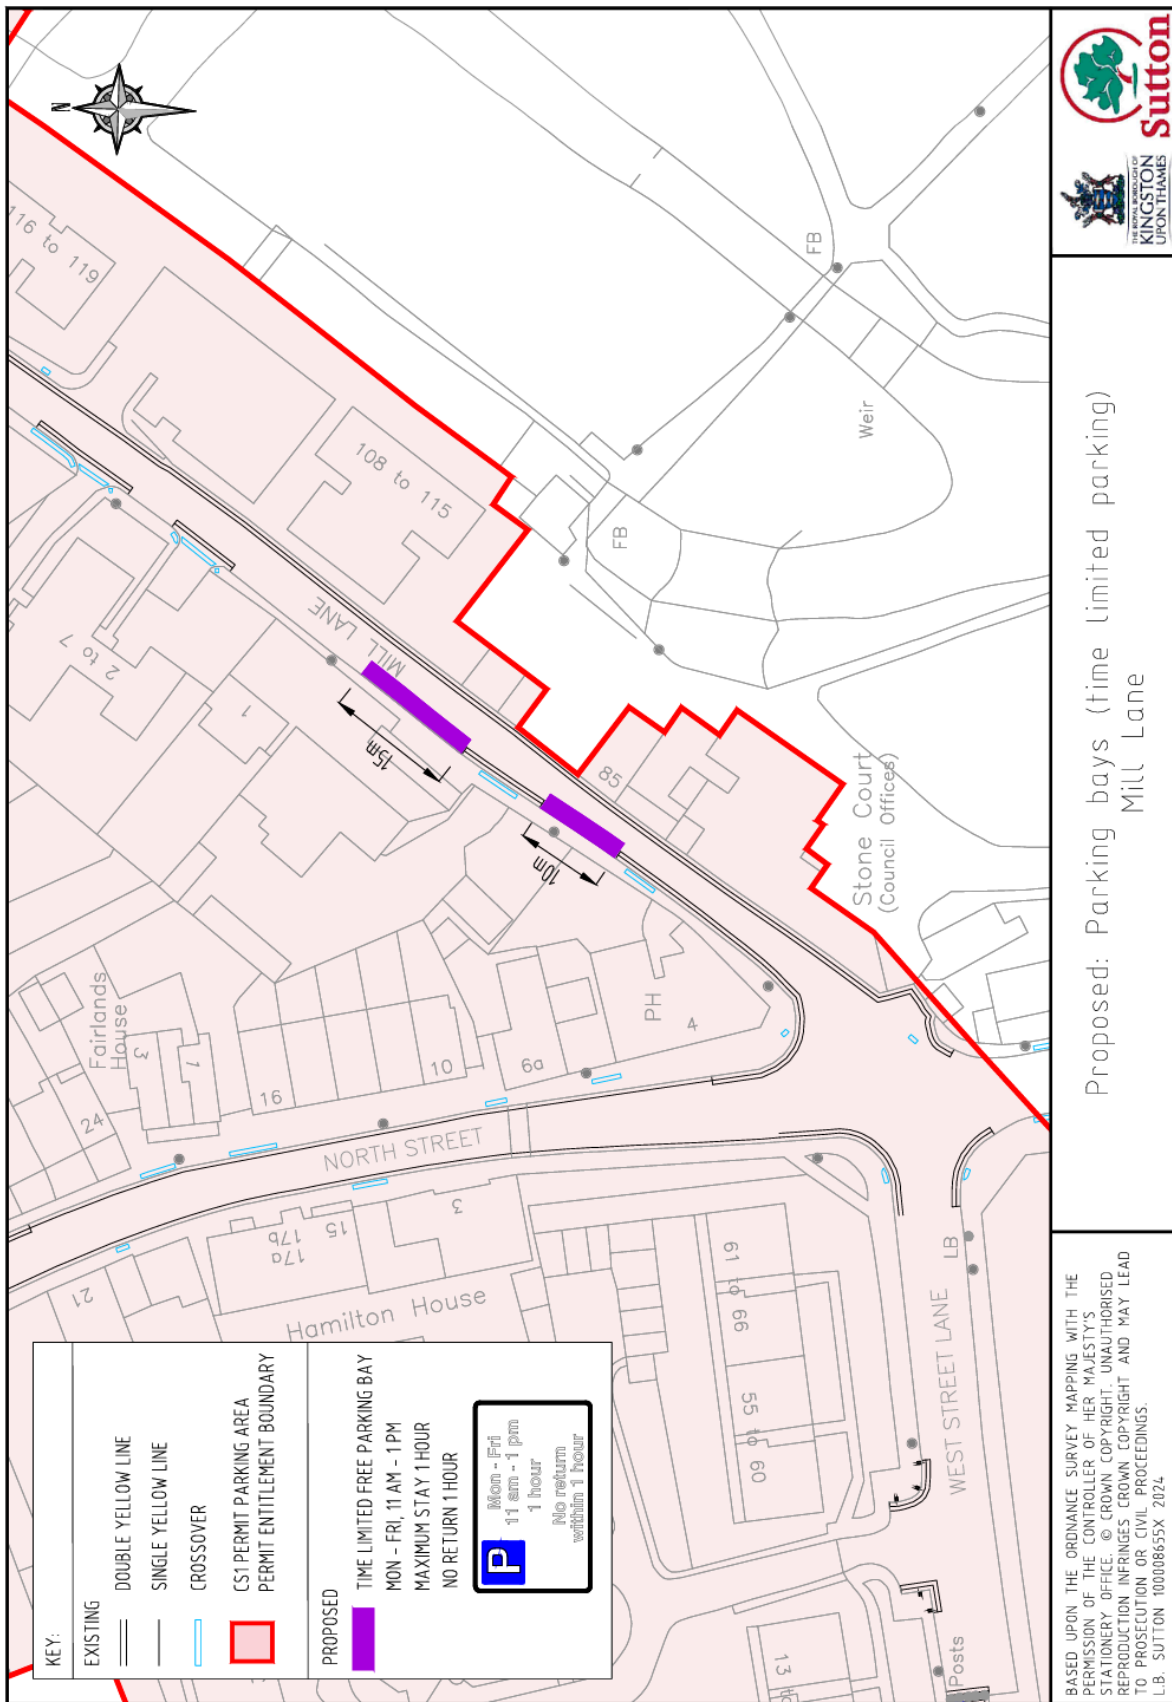 KEY:
EXISTING
DOUBLE YELLOW LINE
SINGLE YELLOW LINE
CROSSOVER
CS1 PERMIT PARKING AREA
PERMIT ENTITLEMENT BOUNDARY
PROPOSED
TIME LIMITED FREE PARKING BAY
MON - FRI, 11 AM - 1 PM
MAXIMUM STAY 1 HOUR
NO RETURN 1 HOUR
P
Mon - Fri
11 am - 1 pm
1 hour
No return
within 1 hour
N
116 to 119
108 to 115
MILL LANE
2 to 7
1
15m
10m
85
FB
FB
Weir
Stone Court
(Council Offices)
Fairlands
House
3
1
24
16
10
6a
PH
4
NORTH STREET
21
17a
17b
15
3
Hamilton House
61 to 66
55 to 60
LB
WEST STREET LANE
Posts
BASED UPON THE ORDNANCE SURVEY MAPPING WITH THE
PERMISSION OF THE CONTROLLER OF HER MAJESTY'S
STATIONERY OFFICE. © CROWN COPYRIGHT. UNAUTHORISED
REPRODUCTION INFRINGES CROWN COPYRIGHT AND MAY LEAD
TO PROSECUTION OR CIVIL PROCEEDINGS.
L.B. SUTTON 100008655X 2024
Proposed: Parking bays (time limited parking)
Mill Lane
THE ROYAL BOROUGH OF
KINGSTON
UPON THAMES
Sutton